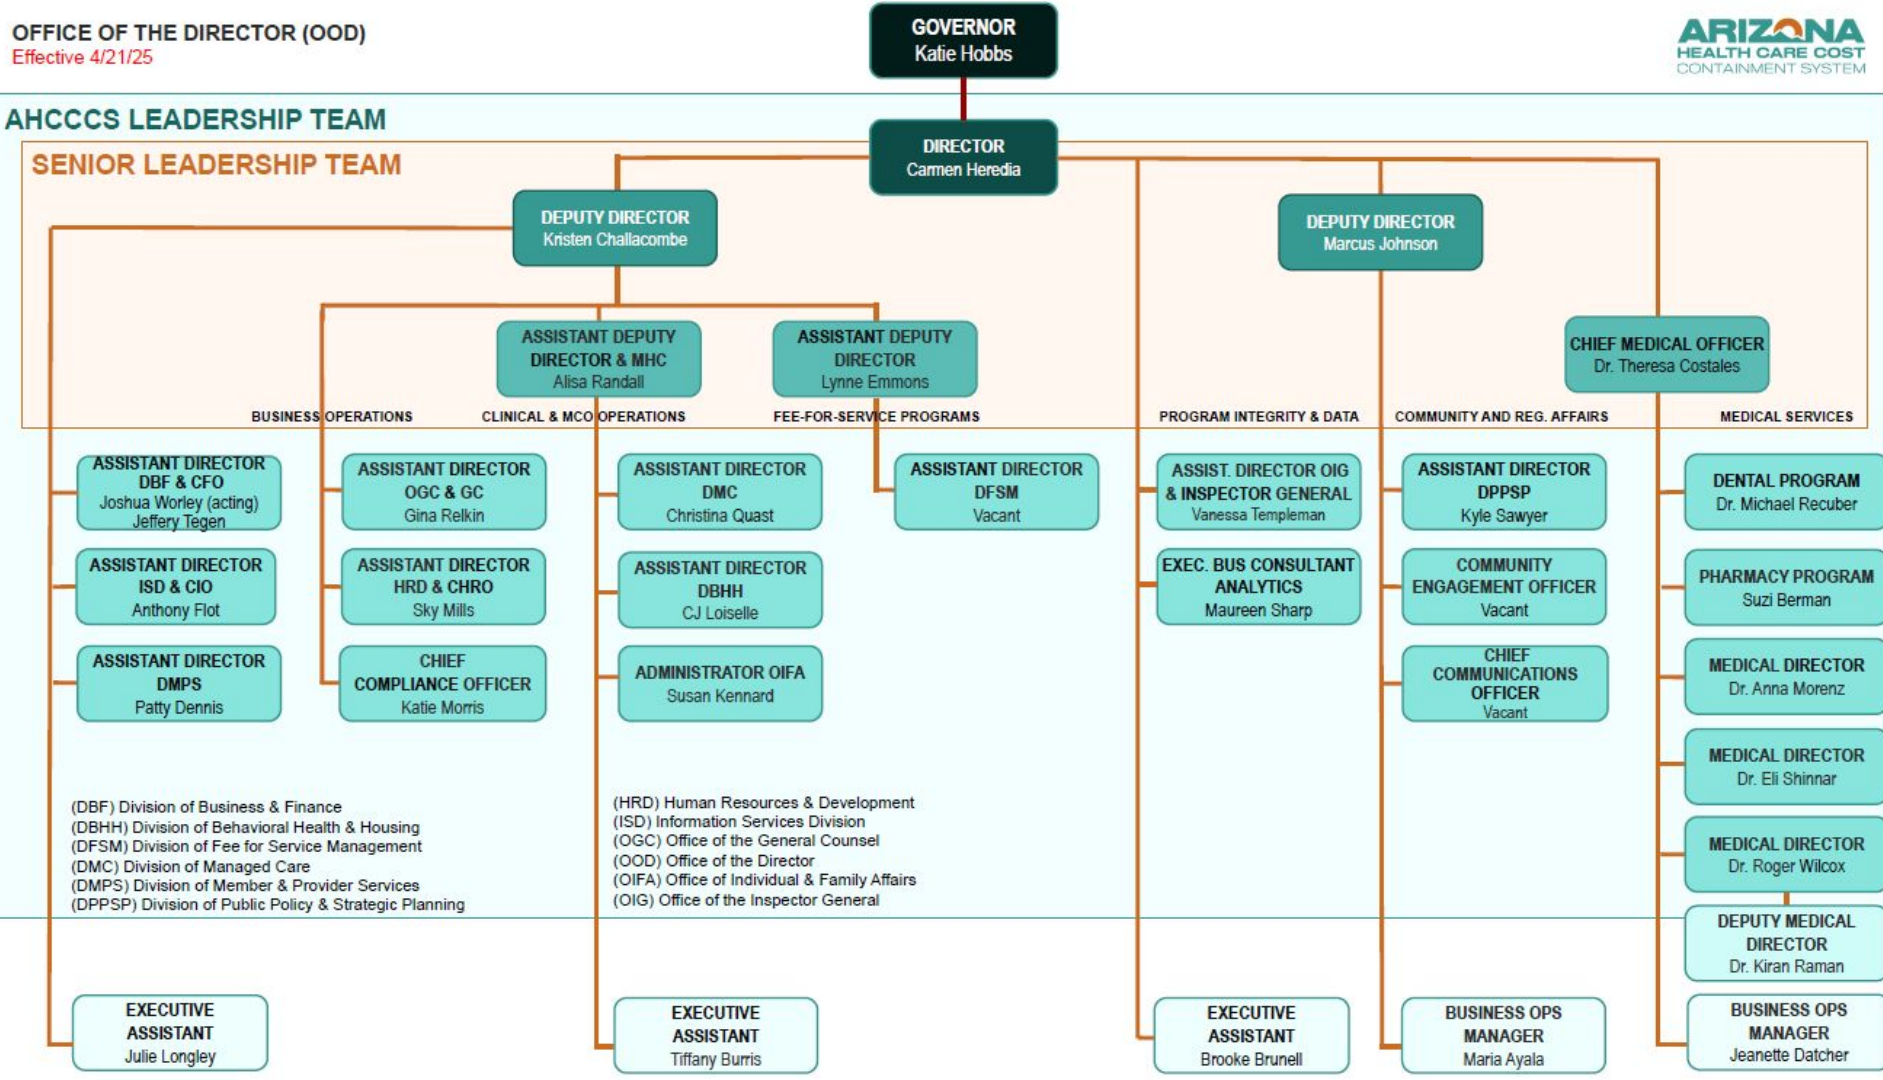 OFFICE OF THE DIRECTOR (OOD)
Effective 4/21/25
GOVERNOR
Katie Hobbs
ARIZONA
HEALTH CARE COST
CONTAINMENT SYSTEM
AHCCCS LEADERSHIP TEAM
SENIOR LEADERSHIP TEAM
DIRECTOR
Carmen Heredia
DEPUTY DIRECTOR
Kristen Challacombe
DEPUTY DIRECTOR
Marcus Johnson
ASSISTANT DEPUTY
DIRECTOR & MHC
Alisa Randall
ASSISTANT DEPUTY
DIRECTOR
Lynne Emmons
CHIEF MEDICAL OFFICER
Dr. Theresa Costales
BUSINESS OPERATIONS
CLINICAL & MCO OPERATIONS
FEE-FOR-SERVICE PROGRAMS
PROGRAM INTEGRITY & DATA
COMMUNITY AND REG. AFFAIRS
MEDICAL SERVICES
ASSISTANT DIRECTOR
DBF & CFO
Joshua Worley (acting)
Jeffery Tegen
ASSISTANT DIRECTOR
OGC & GC
Gina Relkin
ASSISTANT DIRECTOR
DMC
Christina Quast
ASSISTANT DIRECTOR
DFSM
Vacant
ASSIST. DIRECTOR OIG
& INSPECTOR GENERAL
Vanessa Templeman
ASSISTANT DIRECTOR
DPPSP
Kyle Sawyer
DENTAL PROGRAM
Dr. Michael Recuber
ASSISTANT DIRECTOR
ISD & CIO
Anthony Flot
ASSISTANT DIRECTOR
HRD & CHRO
Sky Mills
ASSISTANT DIRECTOR
DBHH
CJ Loiselle
EXEC. BUS CONSULTANT
ANALYTICS
Maureen Sharp
COMMUNITY
ENGAGEMENT OFFICER
Vacant
PHARMACY PROGRAM
Suzi Berman
ASSISTANT DIRECTOR
DMPS
Patty Dennis
CHIEF
COMPLIANCE OFFICER
Katie Morris
ADMINISTRATOR OIFA
Susan Kennard
CHIEF
COMMUNICATIONS
OFFICER
Vacant
MEDICAL DIRECTOR
Dr. Anna Morenz
MEDICAL DIRECTOR
Dr. Eli Shinnar
MEDICAL DIRECTOR
Dr. Roger Wilcox
DEPUTY MEDICAL
DIRECTOR
Dr. Kiran Raman
(DBF) Division of Business & Finance
(DBHH) Division of Behavioral Health & Housing
(DFSM) Division of Fee for Service Management
(DMC) Division of Managed Care
(DMPS) Division of Member & Provider Services
(DPPSP) Division of Public Policy & Strategic Planning
(HRD) Human Resources & Development
(ISD) Information Services Division
(OGC) Office of the General Counsel
(OOD) Office of the Director
(OIFA) Office of Individual & Family Affairs
(OIG) Office of the Inspector General
EXECUTIVE
ASSISTANT
Julie Longley
EXECUTIVE
ASSISTANT
Tiffany Burris
EXECUTIVE
ASSISTANT
Brooke Brunell
BUSINESS OPS
MANAGER
Maria Ayala
BUSINESS OPS
MANAGER
Jeanette Datcher